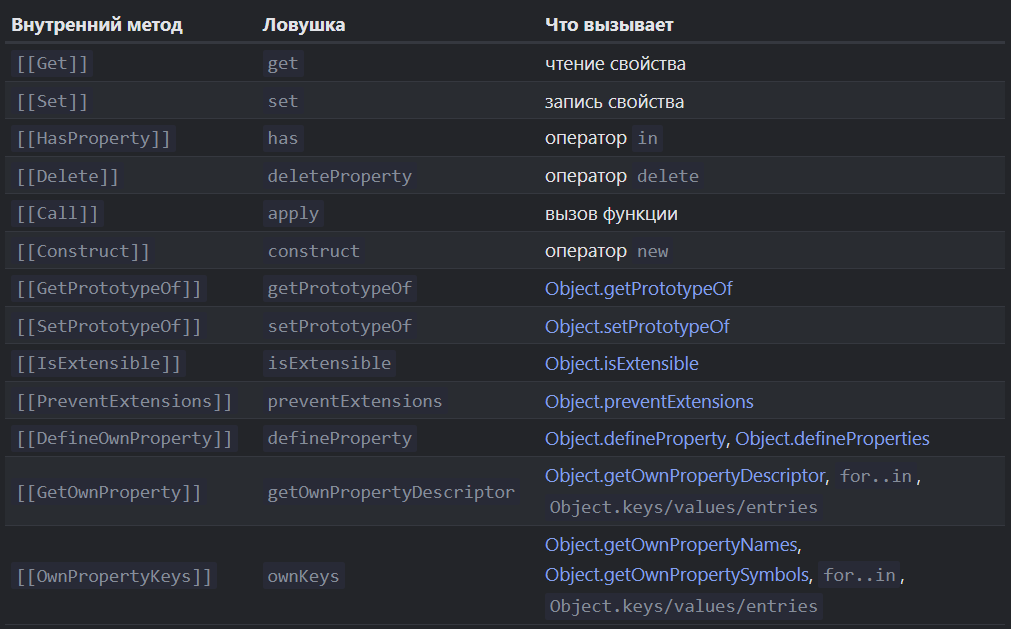 Внутренний метод Ловушка Что вызывает
[[Get]] get чтение свойства
[[Set]] set запись свойства
[[HasProperty]] has оператор in
[[Delete]] deleteProperty оператор delete
[[Call]] apply вызов функции
[[Construct]] construct оператор new
[[GetPrototypeOf]] getPrototypeOf Object.getPrototypeOf
[[SetPrototypeOf]] setPrototypeOf Object.setPrototypeOf
[[IsExtensible]] isExtensible Object.isExtensible
[[PreventExtensions]] preventExtensions Object.preventExtensions
[[DefineOwnProperty]] defineProperty Object.defineProperty, Object.defineProperties
[[GetOwnProperty]] getOwnPropertyDescriptor Object.getOwnPropertyDescriptor, for..in,
Object.keys/values/entries
[[OwnPropertyKeys]] ownKeys Object.getOwnPropertyNames,
Object.getOwnPropertySymbols, for..in,
Object.keys/values/entries